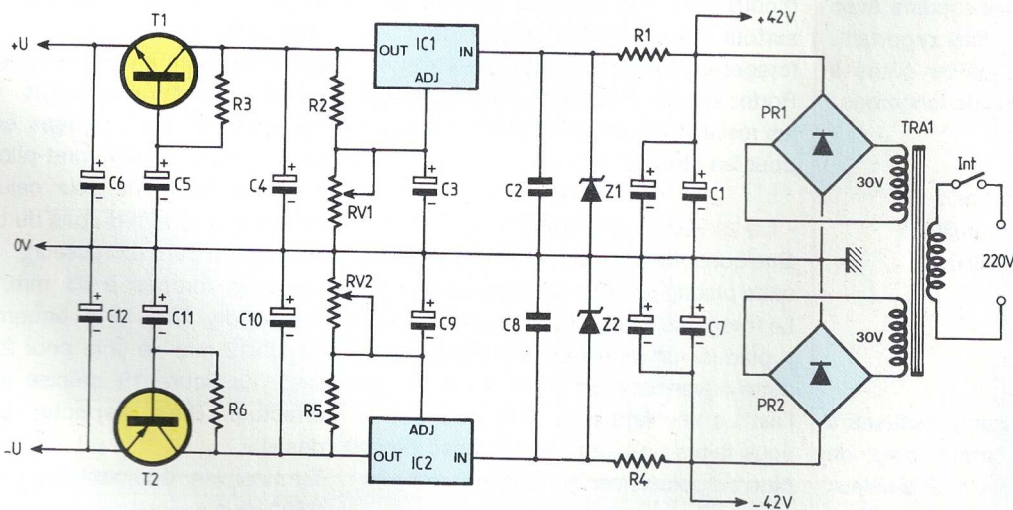 T1
+42V
+U
OUT
IC1
IN
R1
ADJ
R3
R2
PR1
TRA1
Int
30V
C6
C5
C4
RV1
C3
C2
Z1
C1
0V
220V
RV2
C12
C11
C10
C9
C8
Z2
C7
30V
R6
R5
PR2
ADJ
-U
OUT
IC2
IN
T2
R4
-42V